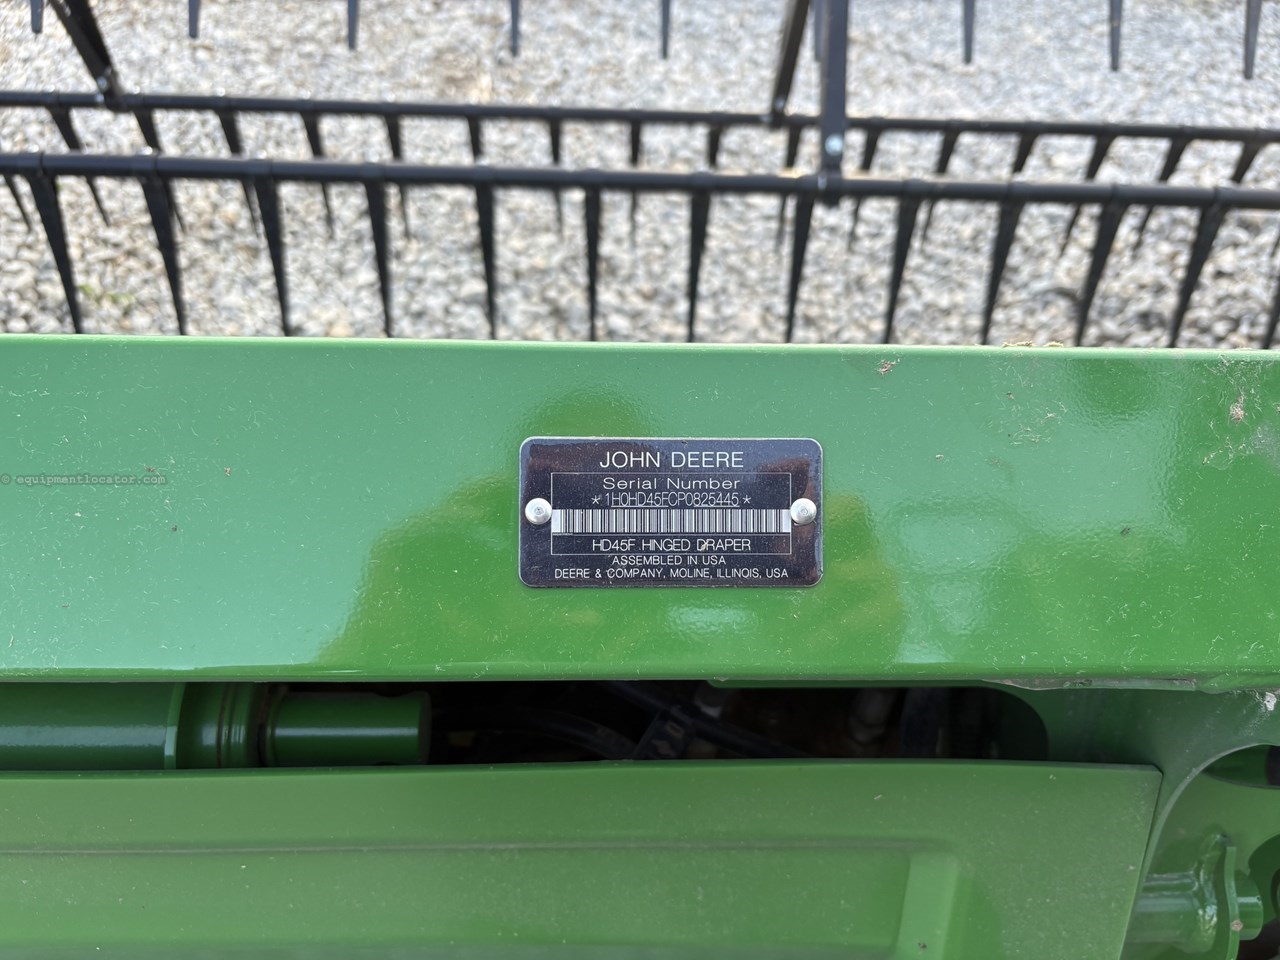 JOHN DEERE
Serial Number
*1H0HD45FCP0825445*
HD45F HINGED DRAPER
ASSEMBLED IN USA
DEERE & COMPANY, MOLINE, ILLINOIS, USA
© equipmentlocator.com